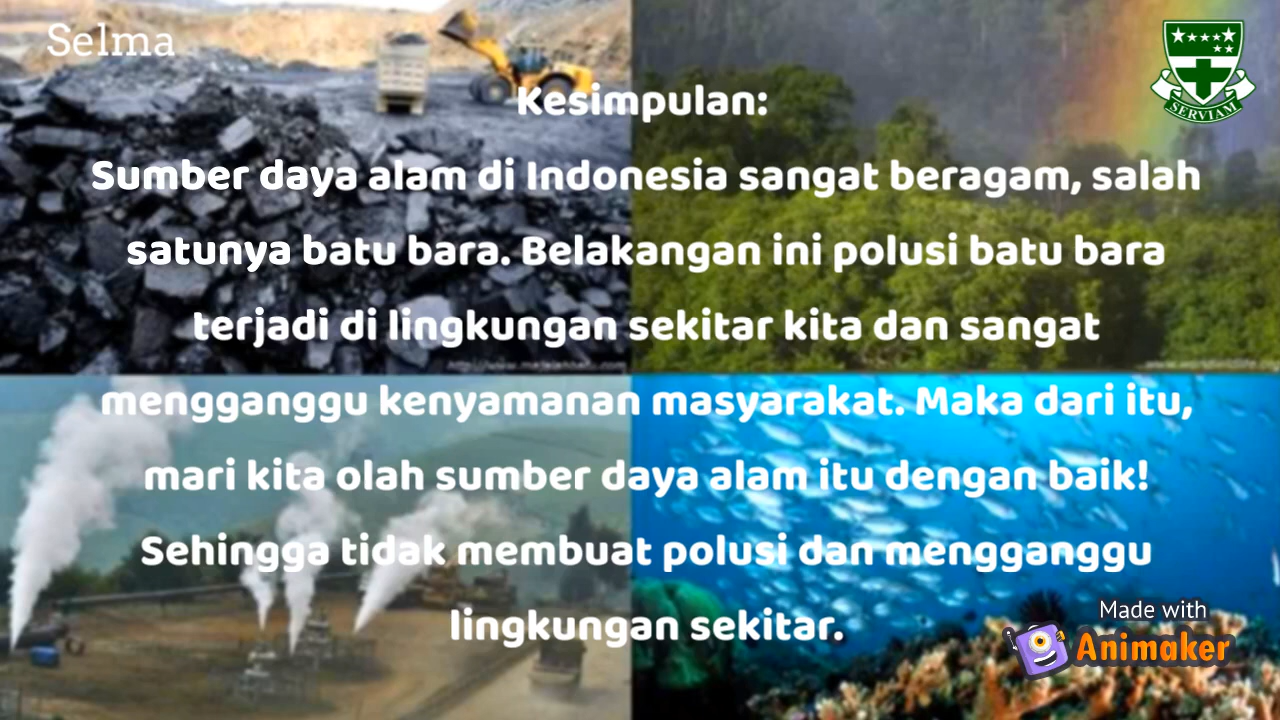 Selma
SERVIAM
Kesimpulan:
Sumber daya alam di Indonesia sangat beragam, salah
satunya batu bara. Belakangan ini polusi batu bara
terjadi di lingkungan sekitar kita dan sangat
mengganggu kenyamanan masyarakat. Maka dari itu,
mari kita olah sumber daya alam itu dengan baik!
Sehingga tidak membuat polusi dan mengganggu
lingkungan sekitar.
Made with
Animaker